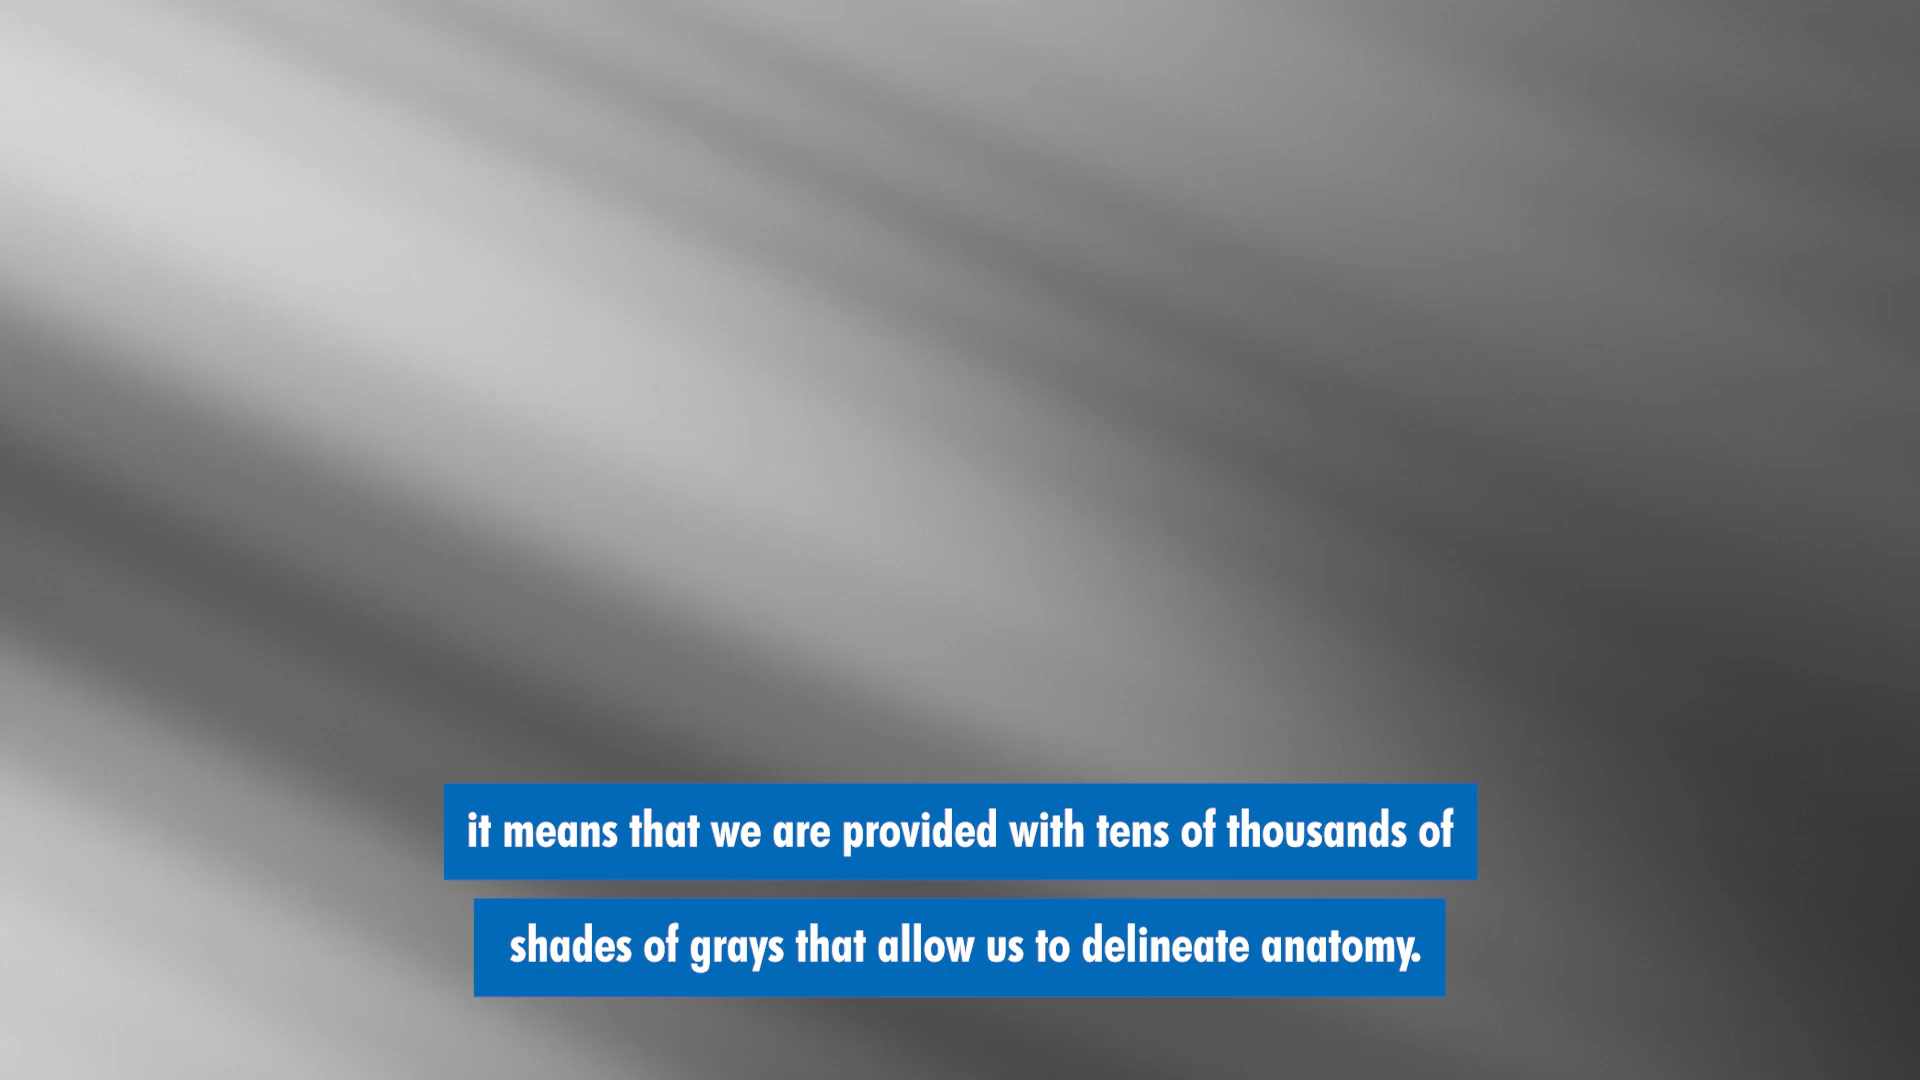 it means that we are provided with tens of thousands of
shades of grays that allow us to delineate anatomy.